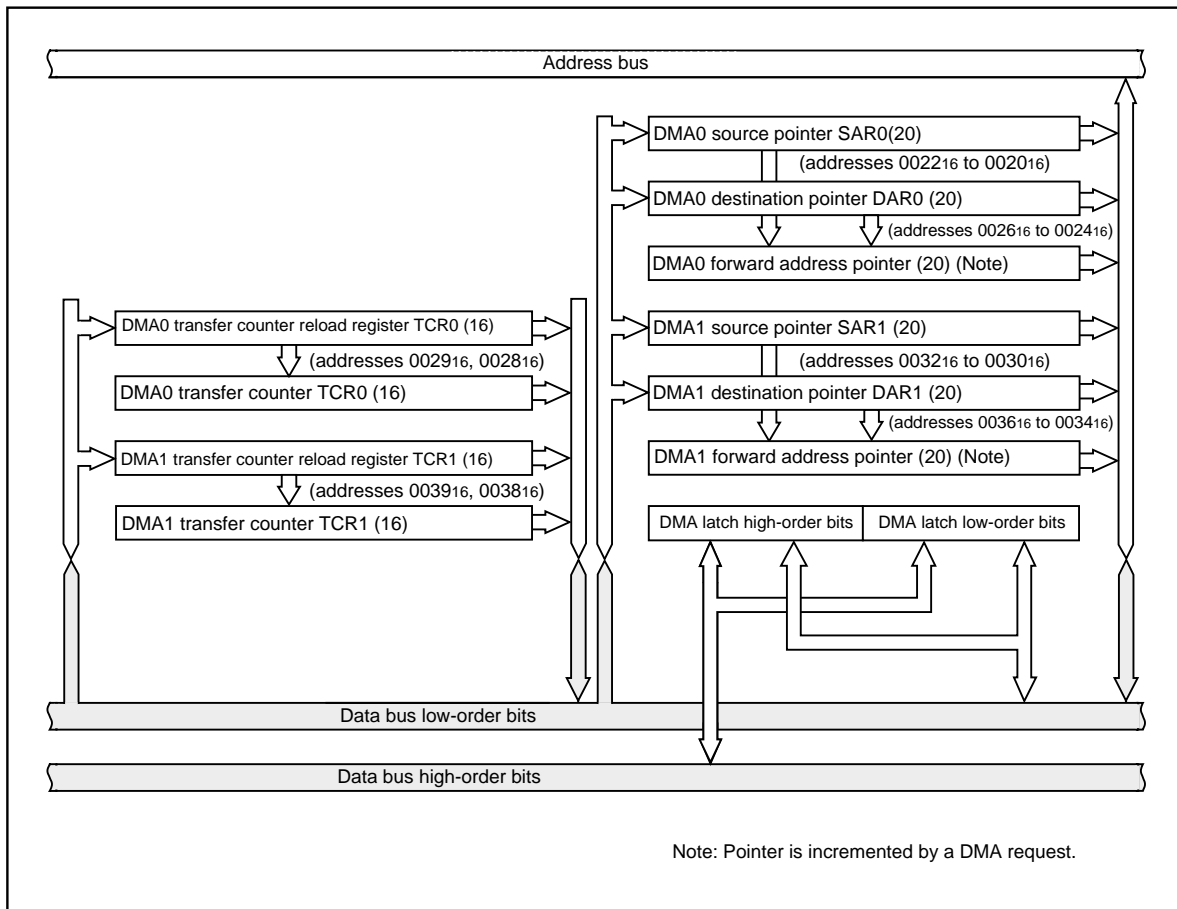 Address bus
DMA0 source pointer SAR0(20)
(addresses 002216 to 002016)
DMA0 destination pointer DAR0 (20)
(addresses 002616 to 002416)
DMA0 forward address pointer (20) (Note)
DMA0 transfer counter reload register TCR0 (16)
(addresses 002916, 002816)
DMA0 transfer counter TCR0 (16)
DMA1 transfer counter reload register TCR1 (16)
(addresses 003916, 003816)
DMA1 transfer counter TCR1 (16)
DMA1 source pointer SAR1 (20)
(addresses 003216 to 003016)
DMA1 destination pointer DAR1 (20)
(addresses 003616 to 003416)
DMA1 forward address pointer (20) (Note)
DMA latch high-order bits
DMA latch low-order bits
Data bus low-order bits
Data bus high-order bits
Note: Pointer is incremented by a DMA request.